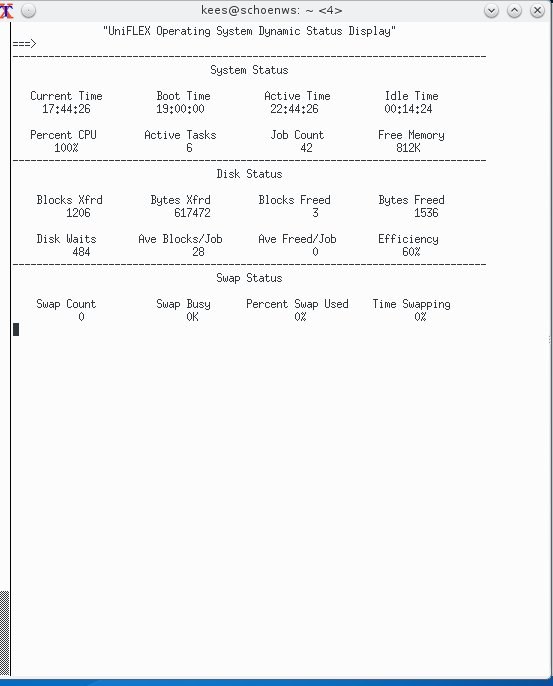 kees@schoenws: ~ <4>
"UniFLEX Operating System Dynamic Status Display"
===>
System Status
Current Time Boot Time Active Time Idle Time
17:44:26 19:00:00 22:44:26 00:14:24
Percent CPU Active Tasks Job Count Free Memory
100% 6 42 812K
Disk Status
Blocks Xfrd Bytes Xfrd Blocks Freed Bytes Freed
1206 617472 3 1536
Disk Waits Ave Blocks/Job Ave Freed/Job Efficiency
484 28 0 60%
Swap Status
Swap Count Swap Busy Percent Swap Used Time Swapping
0 0K 0% 0%